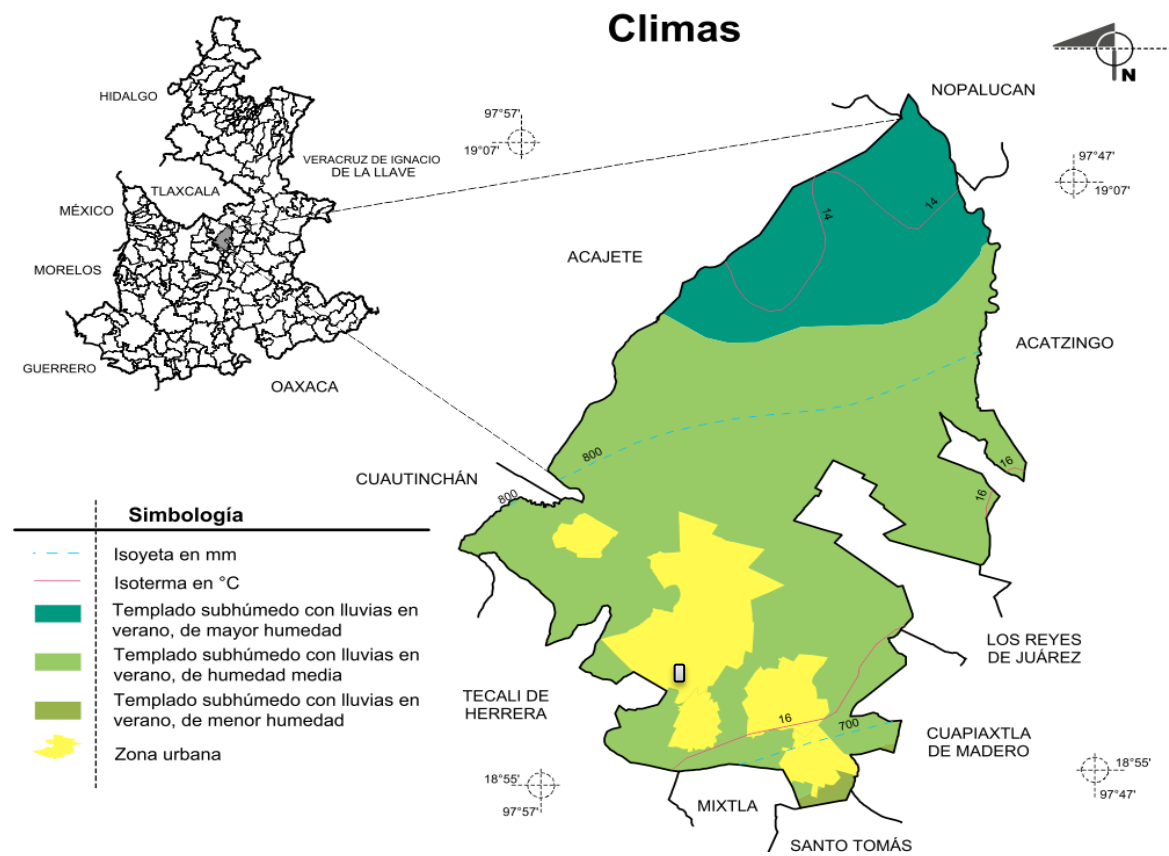 Climas
N
HIDALGO
VERACRUZ DE IGNACIO
DE LA LLAVE
TLAXCALA
MÉXICO
MORELOS
GUERRERO
OAXACA
97°57'
19°07'
NOPALUCAN
97°47'
19°07'
14
14
ACAJETE
ACATZINGO
800
16
16
CUAUTINCHÁN
800
LOS REYES
DE JUÁREZ
TECALI DE
HERRERA
16
700
CUAPIAXTLA
DE MADERO
18°55'
97°57'
18°55'
97°47'
MIXTLA
SANTO TOMÁS
Simbología
Isoyeta en mm
Isoterma en °C
Templado subhúmedo con lluvias en
verano, de mayor humedad
Templado subhúmedo con lluvias en
verano, de humedad media
Templado subhúmedo con lluvias en
verano, de menor humedad
Zona urbana